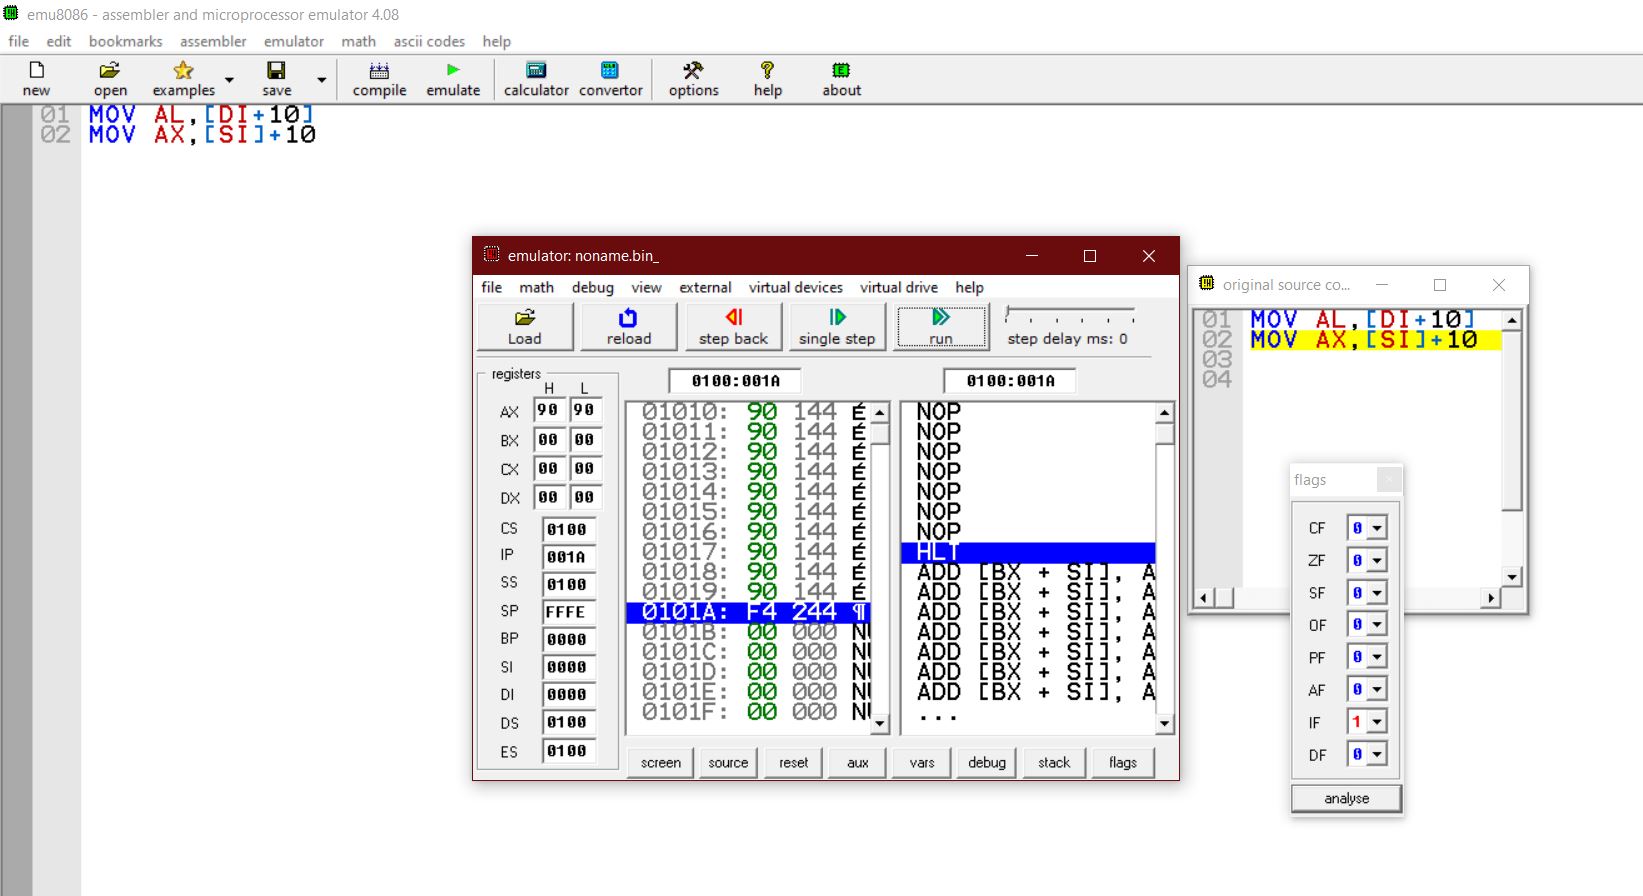 emu8086 - assembler and microprocessor emulator 4.08
file edit bookmarks assembler emulator math ascii codes help
new open examples save compile emulate calculator convertor options help about
01 MOV AL,[DI+10]
02 MOV AX,[SI]+10
emulator: noname.bin_
file math debug view external virtual devices virtual drive help
Load reload step back single step run step delay ms: 0
registers
H L
AX 90 90
BX 00 00
CX 00 00
DX 00 00
CS 0100
IP 001A
SS 0100
SP FFFE
BP 0000
SI 0000
DI 0000
DS 0100
ES 0100
0100:001A
01010: 90 144 É
01011: 90 144 É
01012: 90 144 É
01013: 90 144 É
01014: 90 144 É
01015: 90 144 É
01016: 90 144 É
01017: 90 144 É
01018: 90 144 É
01019: 90 144 É
0101A: F4 244 ¶
0101B: 00 000 NU
0101C: 00 000 NU
0101D: 00 000 NU
0101E: 00 000 NU
0101F: 00 000 NU
0100:001A
NOP
NOP
NOP
NOP
NOP
NOP
NOP
HLT
ADD [BX + SI], A
ADD [BX + SI], A
ADD [BX + SI], A
ADD [BX + SI], A
ADD [BX + SI], A
ADD [BX + SI], A
ADD [BX + SI], A
...
screen source reset aux vars debug stack flags
original source co...
01 MOV AL,[DI+10]
02 MOV AX,[SI]+10
03
04
flags
CF 0
ZF 0
SF 0
OF 0
PF 0
AF 0
IF 1
DF 0
analyse